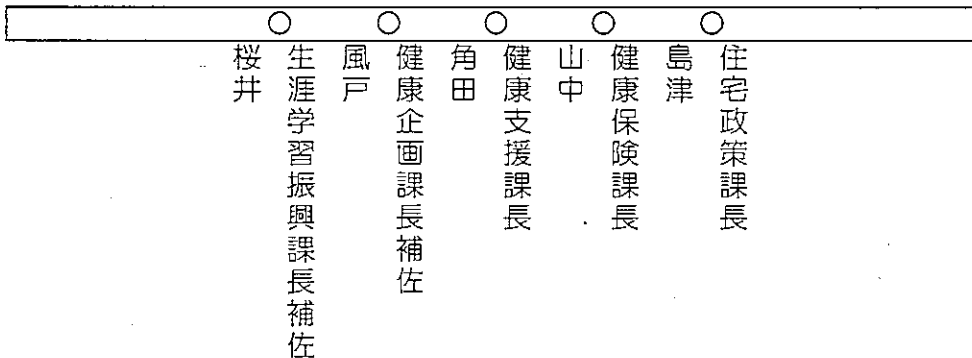 住宅政策課長
島津
健康保険課長
山中
健康支援課長
角田
健康企画課長補佐
風戸
生涯学習振興課長補佐
桜井